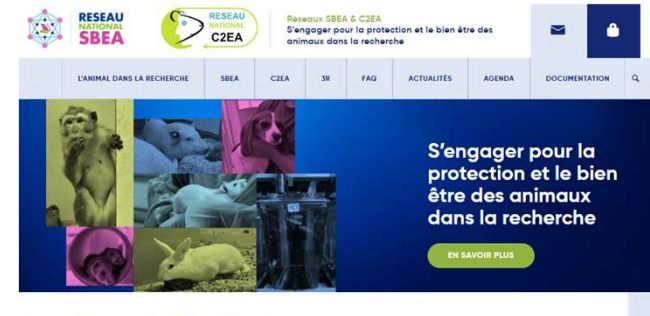 RESEAU
NATIONAL
SBEA
RESEAU
NATIONAL
C2EA
Réseaux SBEA & C2EA
S'engager pour la protection et le bien être des
animaux dans la recherche
L'ANIMAL DANS LA RECHERCHE SBEA C2EA 3R FAQ ACTUALITÉS AGENDA DOCUMENTATION
S'engager pour la
protection et le bien
être des animaux
dans la recherche
EN SAVOIR PLUS